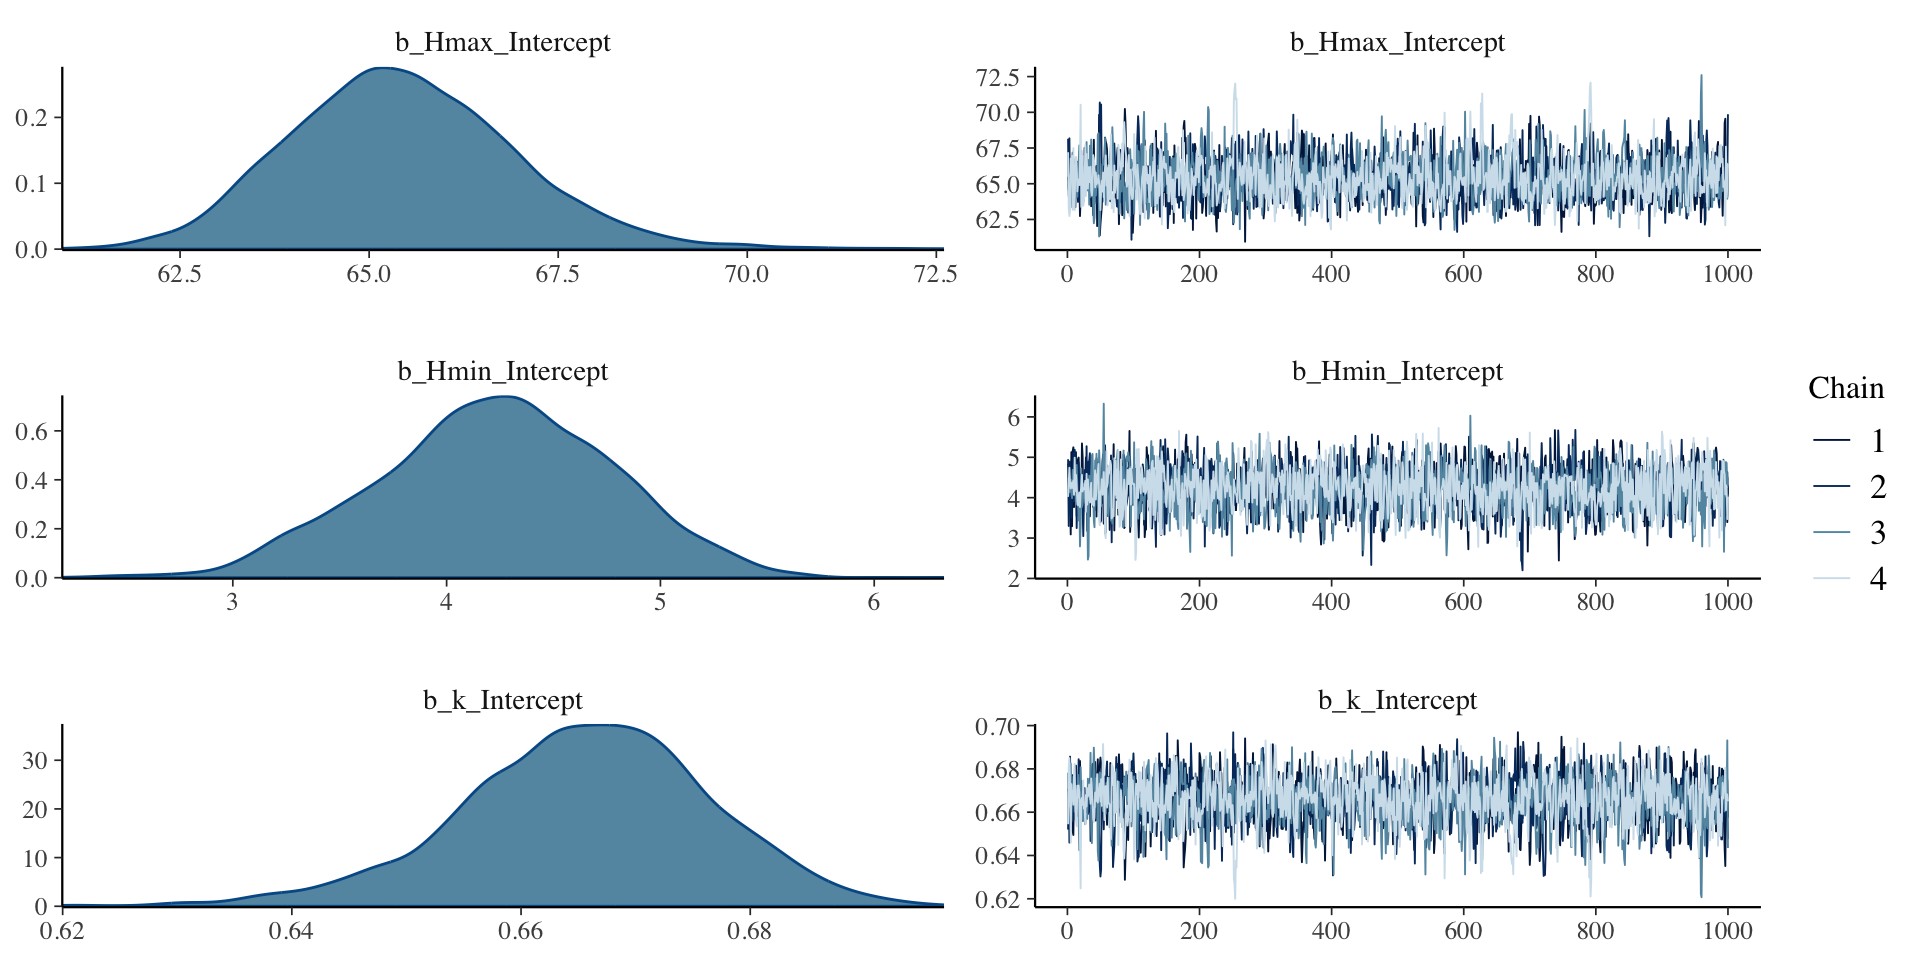 b_Hmax_Intercept
0.2
0.1
0.0
62.5 65.0 67.5 70.0 72.5
b_Hmax_Intercept
72.5
70.0
67.5
65.0
62.5
0 200 400 600 800 1000
b_Hmin_Intercept
0.6
0.4
0.2
0.0
3 4 5 6
b_Hmin_Intercept
6
5
4
3
2
0 200 400 600 800 1000
b_k_Intercept
30
20
10
0
0.62 0.64 0.66 0.68
b_k_Intercept
0.70
0.68
0.66
0.64
0.62
0 200 400 600 800 1000
Chain
1
2
3
4